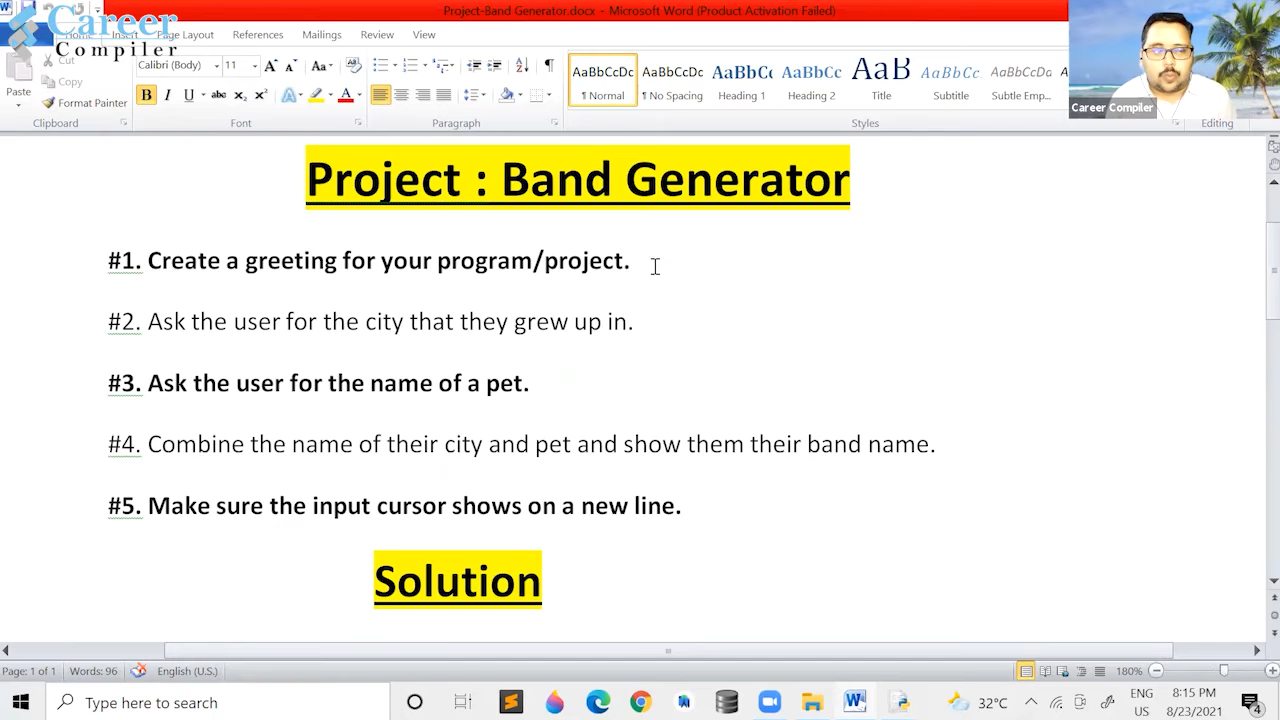 Project-Band Generator.docx - Microsoft Word (Product Activation Failed)
Career
Compiler
Home Insert Page Layout References Mailings Review View
Cut
Copy
Paste
Format Painter
Calibri (Body) 11
AaBbCcDc AaBbCcDc AaBbCc AaBbCc AaB AaBbCc. AaBbCcDc
¶ Normal ¶ No Spacing Heading 1 Heading 2 Title Subtitle Subtle Emp...
Clipboard Font Paragraph Styles Editing
Career Compiler
Project : Band Generator
#1. Create a greeting for your program/project.
#2. Ask the user for the city that they grew up in.
#3. Ask the user for the name of a pet.
#4. Combine the name of their city and pet and show them their band name.
#5. Make sure the input cursor shows on a new line.
Solution
Page: 1 of 1 Words: 96 English (U.S.) 180%
Type here to search
32°C
ENG
US
8:15 PM
8/23/2021
4